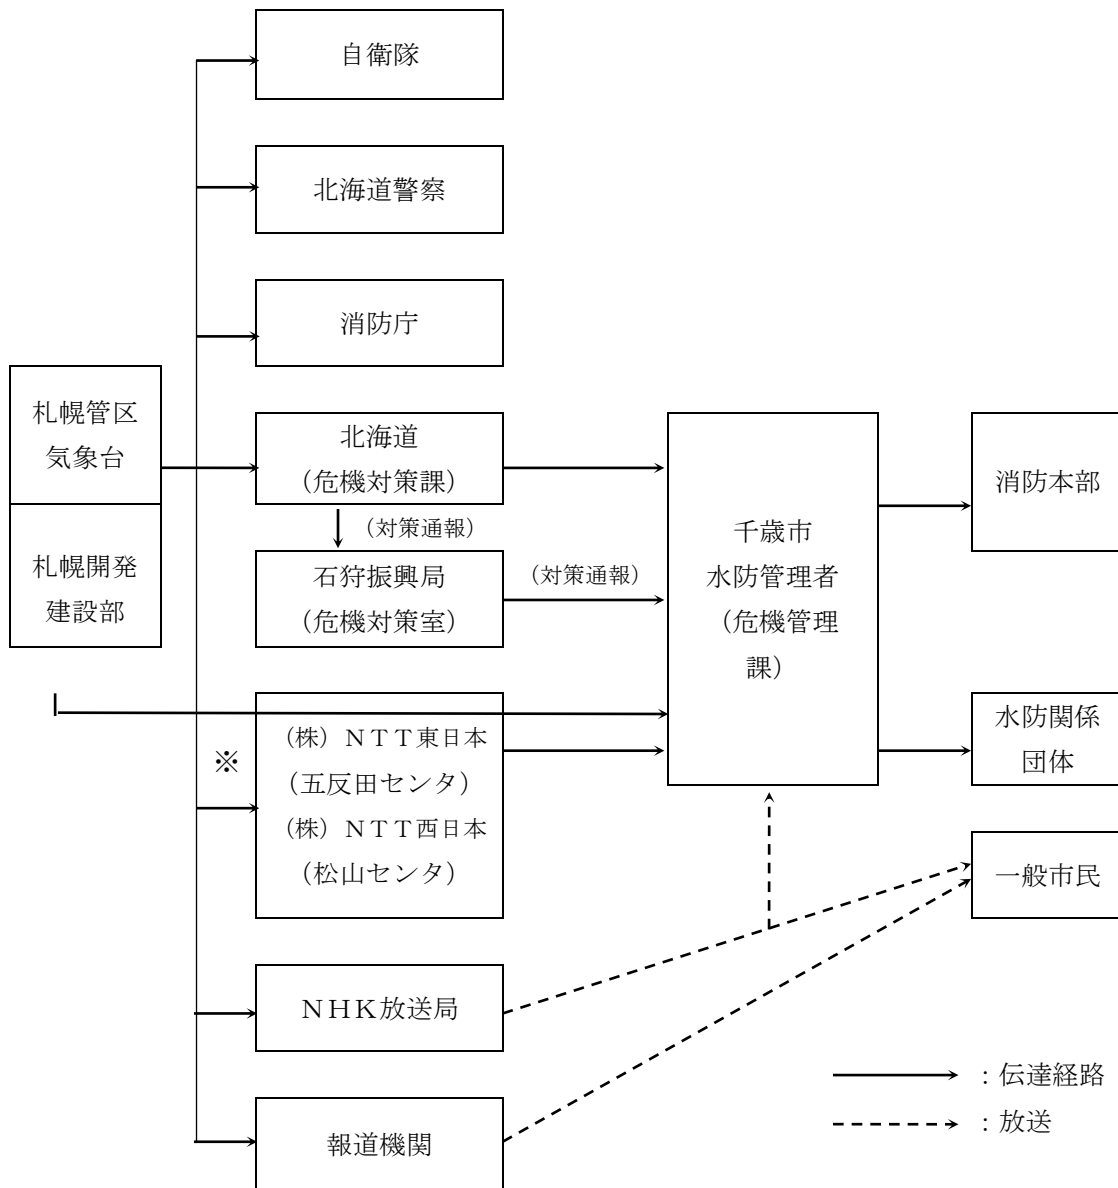 自衛隊
北海道警察
消防庁
札幌管区
気象台
札幌開発
建設部
北海道
（危機対策課）
（対策通報）
石狩振興局
（危機対策室）
（対策通報）
千歳市
水防管理者
（危機管理
課）
消防本部
水防関係
団体
一般市民
※
（株）ＮＴＴ東日本
（五反田センタ）
（株）ＮＴＴ西日本
（松山センタ）
ＮＨＫ放送局
報道機関
：伝達経路
：放送